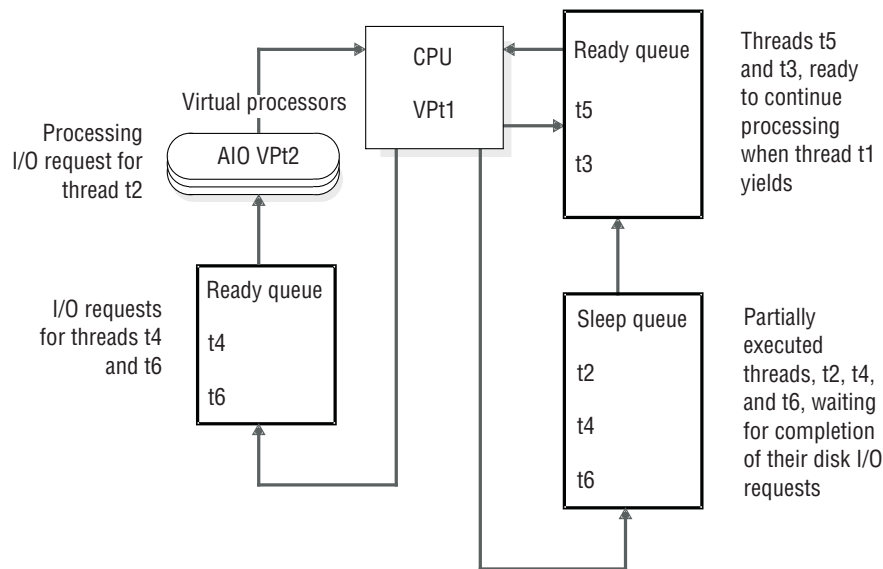 Virtual processors
Processing
I/O request for
thread t2
AIO VPt2
CPU
VPt1
Ready queue
t5
t3
Threads t5
and t3, ready
to continue
processing
when thread t1
yields
I/O requests
for threads t4
and t6
Ready queue
t4
t6
Sleep queue
t2
t4
t6
Partially
executed
threads, t2, t4,
and t6, waiting
for completion
of their disk I/O
requests